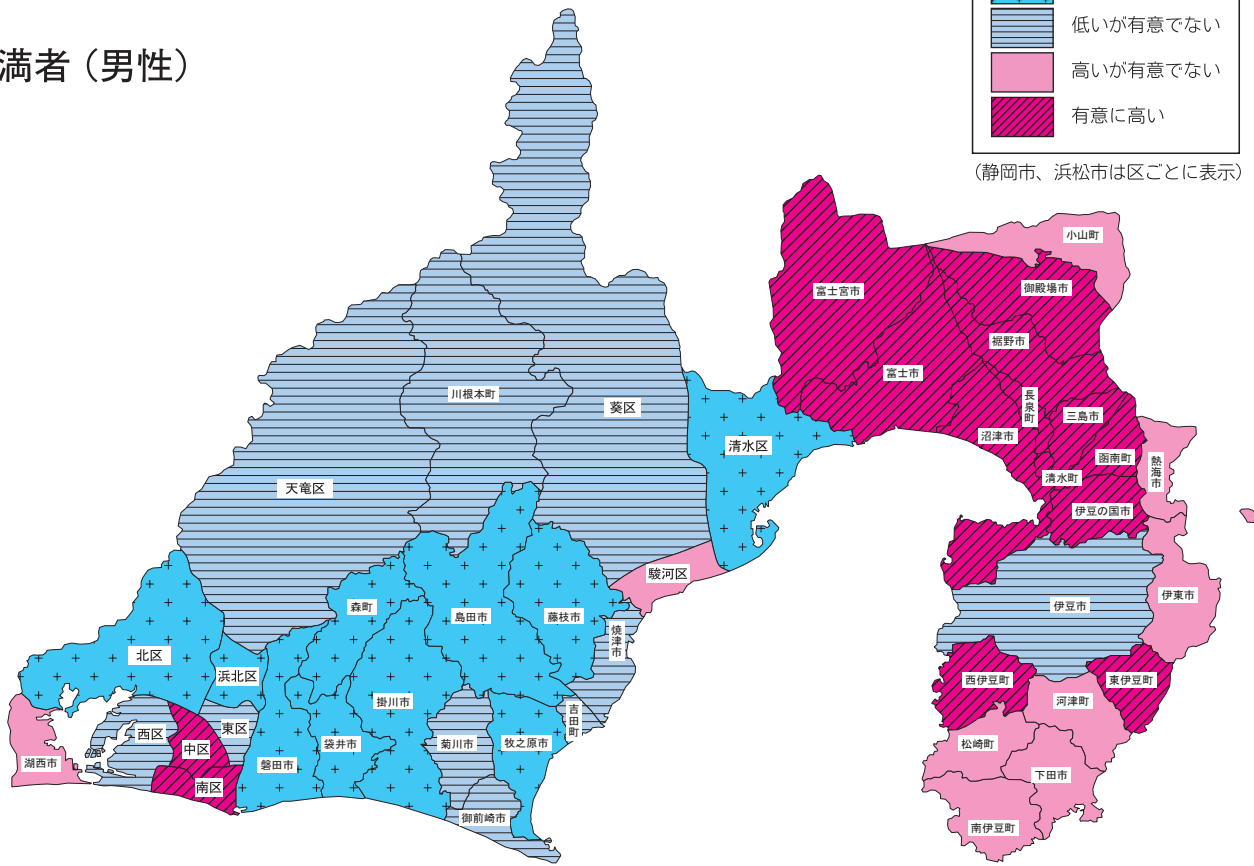 満者（男性）
低いが有意でない
高いが有意でない
有意に高い
（静岡市、浜松市は区ごとに表示）
小山町
御殿場市
富士宮市
裾野市
富士市
長泉町
三島市
川根本町
葵区
清水区
沼津市
函南町
熱海市
清水町
天竜区
伊豆の国市
駿河区
伊東市
伊豆市
森町
島田市
藤枝市
焼津市
北区
浜北区
西伊豆町
東伊豆町
掛川市
河津町
吉田町
西区
東区
中区
袋井市
菊川市
牧之原市
松崎町
湖西市
磐田市
南区
下田市
御前崎市
南伊豆町